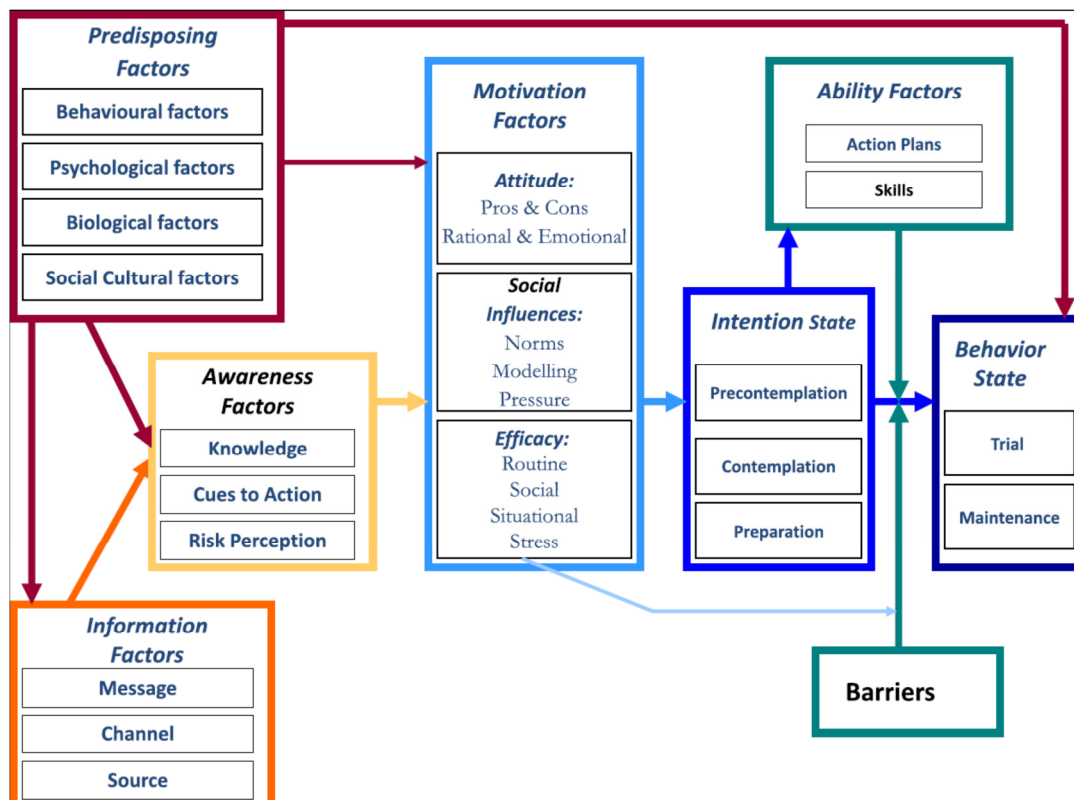 Predisposing
Factors
Behavioural factors
Psychological factors
Biological factors
Social Cultural factors
Information
Factors
Message
Channel
Source
Awareness
Factors
Knowledge
Cues to Action
Risk Perception
Motivation
Factors
Attitude:
Pros & Cons
Rational & Emotional
Social
Influences:
Norms
Modelling
Pressure
Efficacy:
Routine
Social
Situational
Stress
Intention State
Precontemplation
Contemplation
Preparation
Ability Factors
Action Plans
Skills
Barriers
Behavior
State
Trial
Maintenance